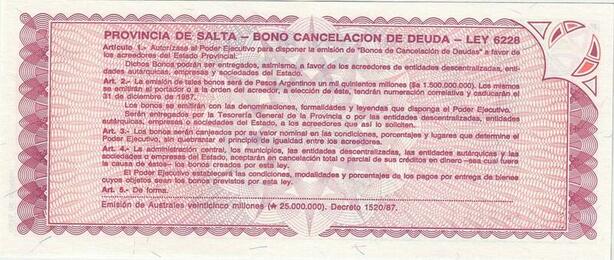 PROVINCIA DE SALTA – BONO CANCELACION DE DEUDA – LEY 6228
Artículo 1.- Autorízase al Poder Ejecutivo para disponer la emisión de "Bonos de Cancelación de Deudas" a favor de
los acreedores del Estado Provincial.
Dichos Bonos podrán ser entregados, asimismo, a favor de los acreedores de entidades descentralizadas, enti-
dades autárquicas, empresas y sociedades del Estado.
Art. 2.- La emisión de tales bonos será de Pesos Argentinos un mil quinientos millones ($a 1.500.000.000). Los mismos
se emitirán al portador o a la orden del acreedor, a elección de éste, tendrán numeración correlativa y caducarán el
31 de diciembre de 1987.
Los bonos se emitirán con las denominaciones, formalidades y leyendas que disponga el Poder Ejecutivo.
Serán entregados por la Tesorería General de la Provincia o por las entidades descentralizadas, entidades
autárquicas, empresas o sociedades del Estado, a los acreedores que así lo soliciten.
Art. 3.- Los bonos serán canjeados por su valor nominal en las condiciones, porcentajes y lugares que determine el
Poder Ejecutivo, sin quebrantar el principio de igualdad entre los acreedores.
Art. 4.- La administración central, los municipios, las entidades descentralizadas, las entidades autárquicas y las
sociedades o empresas del Estado, aceptarán en cancelación total o parcial de sus créditos en dinero –sea cual fuera
la causa de éstos– los bonos creados por esta ley.
El Poder Ejecutivo establecerá las condiciones, modalidades y porcentajes de los pagos por entrega de bienes
cuyos objetos sean los bonos previstos por esta ley.
Art. 5.- De forma.
Emisión de Australes veinticinco millones (₳ 25.000.000). Decreto 1520/87.